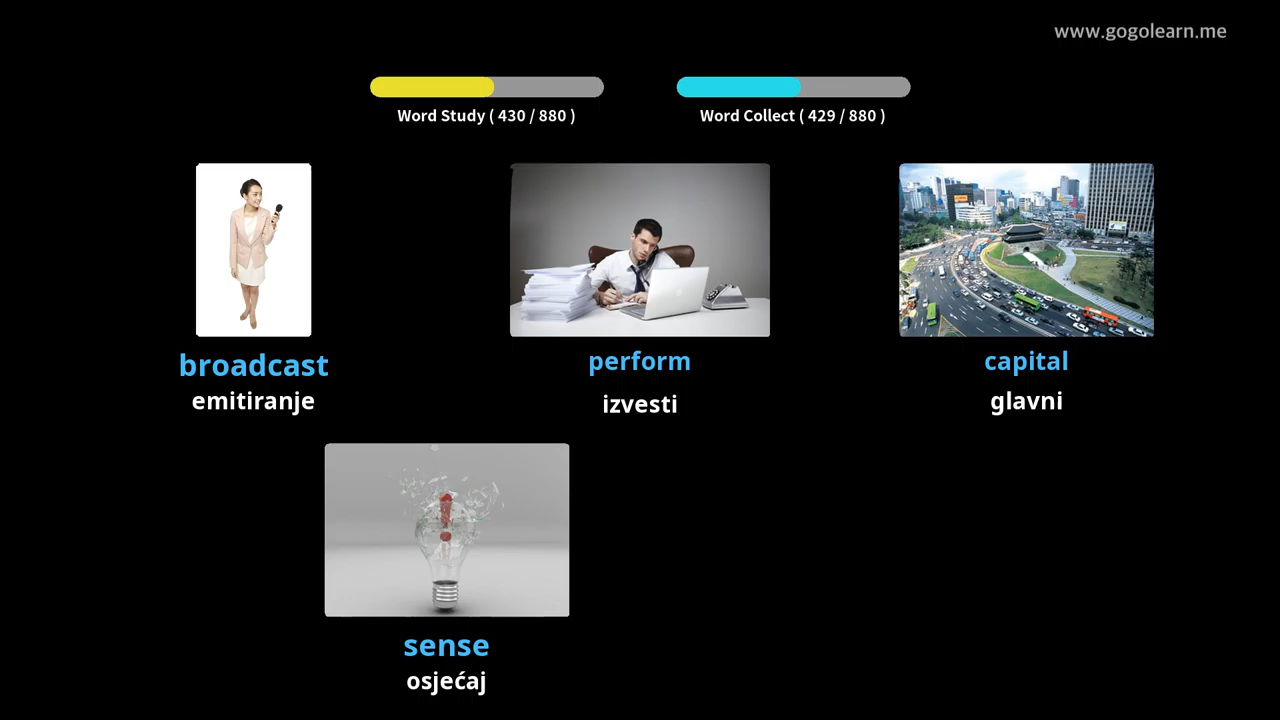 www.gogolearn.me
Word Study ( 430 / 880 )
Word Collect ( 429 / 880 )
broadcast
emitiranje
perform
izvesti
capital
glavni
sense
osjećaj